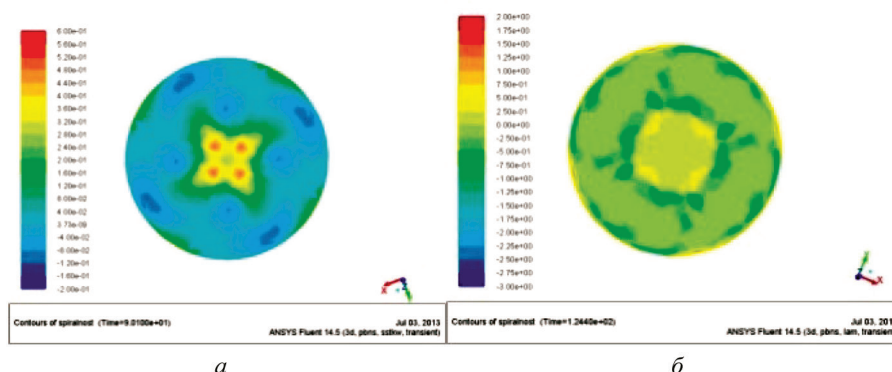 6.00e-01
5.60e-01
5.20e-01
4.80e-01
4.40e-01
4.00e-01
3.60e-01
3.20e-01
2.80e-01
2.40e-01
2.00e-01
1.60e-01
1.20e-01
8.00e-02
4.00e-02
3.73e-09
-4.00e-02
-8.00e-02
-1.20e-01
-1.60e-01
-2.00e-01
X
Z
Contours of spiralnost (Time=9.0100e+01)
Jul 03, 2013
ANSYS Fluent 14.5 (3d, pbns, sstkw, transient)
а
2.00e+00
1.75e+00
1.50e+00
1.25e+00
1.00e+00
7.50e-01
5.00e-01
2.50e-01
0.00e+00
-2.50e-01
-5.00e-01
-7.50e-01
-1.00e+00
-1.25e+00
-1.50e+00
-1.75e+00
-2.00e+00
-2.25e+00
-2.50e+00
-2.75e+00
-3.00e+00
Z
X
Contours of spiralnost (Time=1.2440e+02)
Jul 03, 201
ANSYS Fluent 14.5 (3d, pbns, lam, transient
б